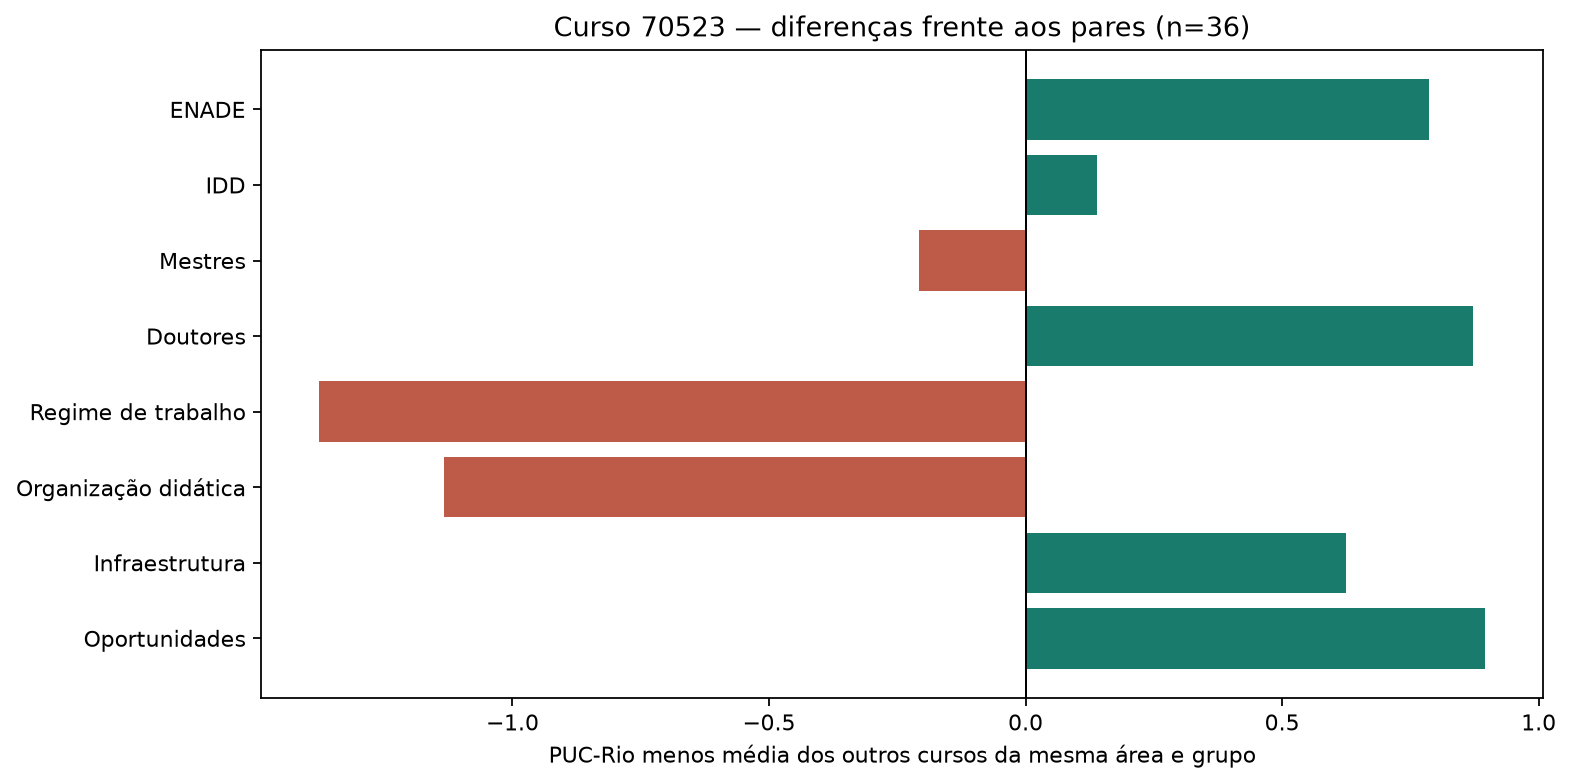 Curso 70523 — diferenças frente aos pares (n=36)
ENADE
IDD
Mestres
Doutores
Regime de trabalho
Organização didática
Infraestrutura
Oportunidades
−1.0 −0.5 0.0 0.5 1.0
PUC-Rio menos média dos outros cursos da mesma área e grupo